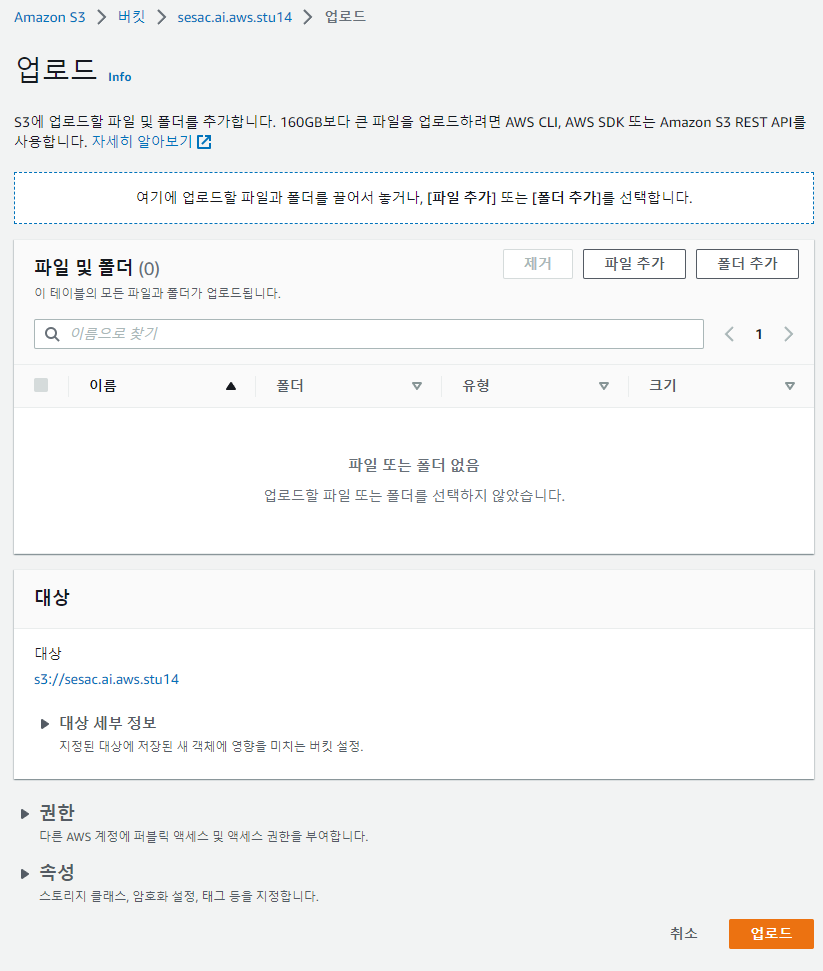 Amazon S3 > 버킷 > sesac.ai.aws.stu14 > 업로드
업로드 Info
S3에 업로드할 파일 및 폴더를 추가합니다. 160GB보다 큰 파일을 업로드하려면 AWS CLI, AWS SDK 또는 Amazon S3 REST API를
사용합니다. 자세히 알아보기
여기에 업로드할 파일과 폴더를 끌어서 놓거나, [파일 추가] 또는 [폴더 추가]를 선택합니다.
파일 및 폴더 (0) 제거 파일 추가 폴더 추가
이 테이블의 모든 파일과 폴더가 업로드됩니다.
이름으로 찾기 1
이름 폴더 유형 크기
파일 또는 폴더 없음
업로드할 파일 또는 폴더를 선택하지 않았습니다.
대상
대상
s3://sesac.ai.aws.stu14
대상 세부 정보
지정된 대상에 저장된 새 객체에 영향을 미치는 버킷 설정.
권한
다른 AWS 계정에 퍼블릭 액세스 및 액세스 권한을 부여합니다.
속성
스토리지 클래스, 암호화 설정, 태그 등을 지정합니다.
취소 업로드